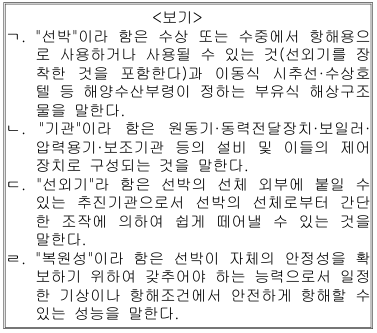 <보기>
ㄱ. "선박"이라 함은 수상 또는 수중에서 항해용으
로 사용하거나 사용될 수 있는 것(선외기를 장
착한 것을 포함한다)과 이동식 시추선·수상호
텔 등 해양수산부령이 정하는 부유식 해상구조
물을 말한다.
ㄴ. "기관"이라 함은 원동기·동력전달장치·보일러·
압력용기·보조기관 등의 설비 및 이들의 제어
장치로 구성되는 것을 말한다.
ㄷ. "선외기"라 함은 선박의 선체 외부에 붙일 수
있는 추진기관으로서 선박의 선체로부터 간단
한 조작에 의하여 쉽게 떼어낼 수 있는 것을
말한다.
ㄹ. "복원성"이라 함은 선박이 자체의 안정성을 확
보하기 위하여 갖추어야 하는 능력으로서 일정
한 기상이나 항해조건에서 안전하게 항해할 수
있는 성능을 말한다.